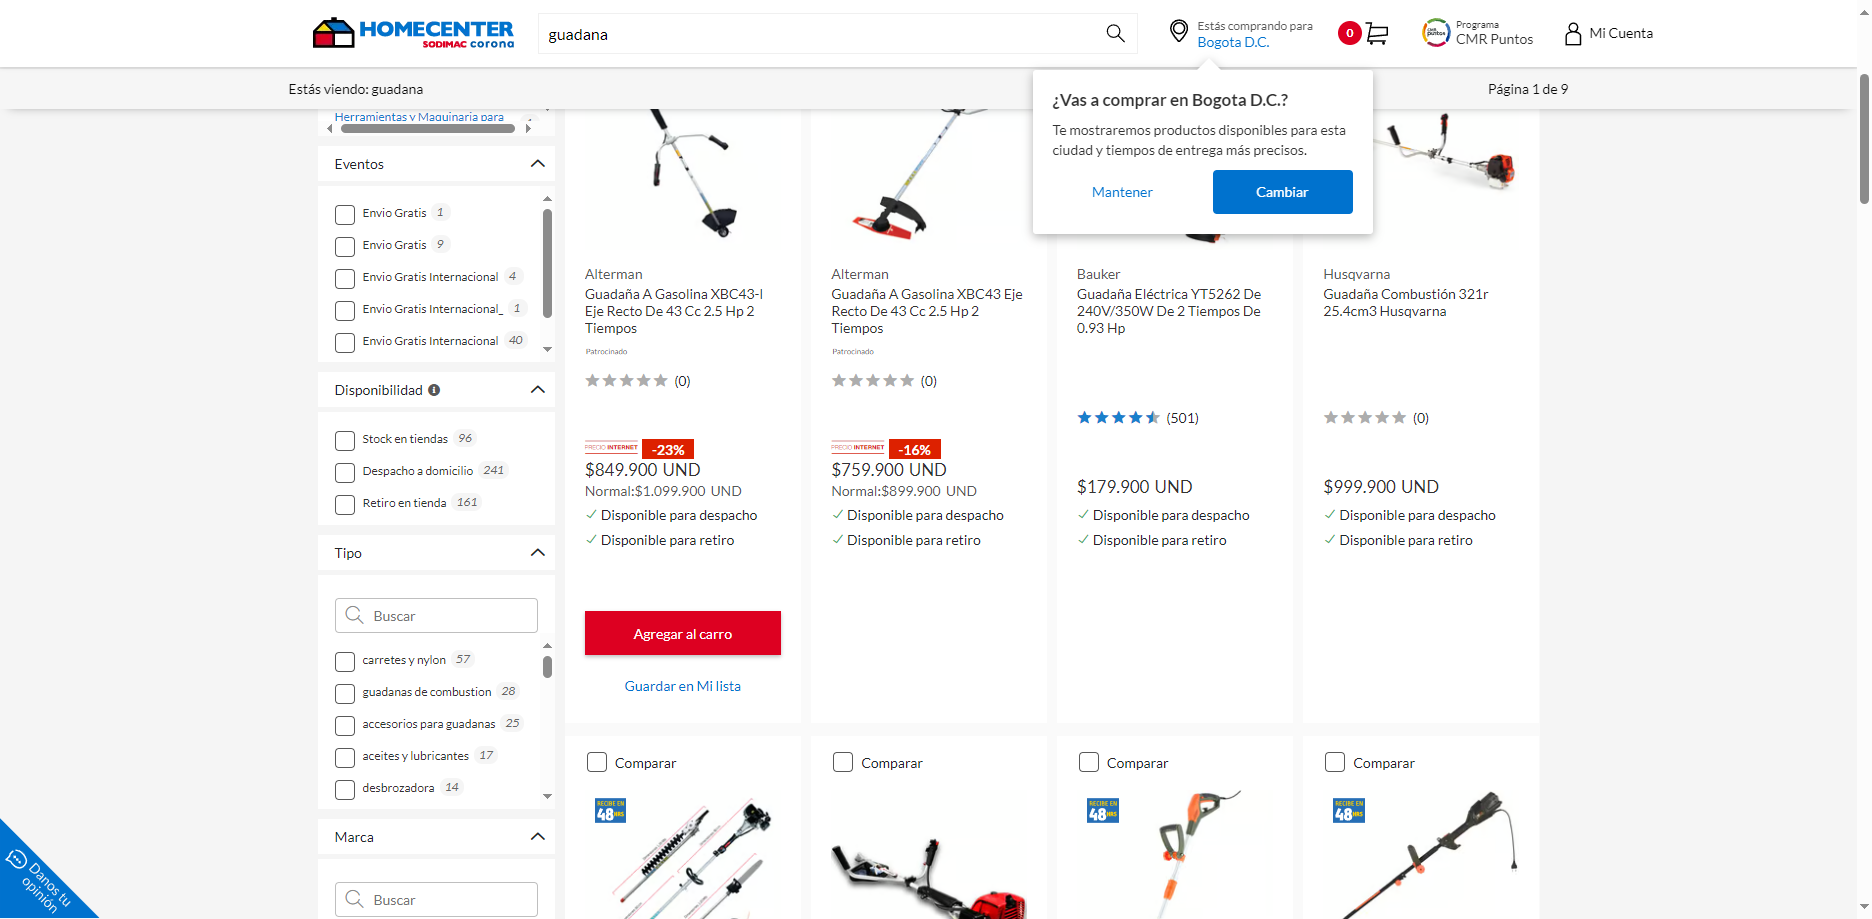 HOMECENTER
SODIMAC corona
guadana
Estás comprando para
Bogota D.C.
0
Programa
CMR Puntos
Mi Cuenta
Estás viendo: guadana
Página 1 de 9
¿Vas a comprar en Bogota D.C.?
Te mostraremos productos disponibles para esta
ciudad y tiempos de entrega más precisos.
Mantener
Cambiar
Herramientas y Maquinaria para
Eventos
Envio Gratis 1
Envio Gratis 9
Envio Gratis Internacional 4
Envio Gratis Internacional_ 1
Envio Gratis Internacional 40
Disponibilidad
Stock en tiendas 96
Despacho a domicilio 241
Retiro en tienda 161
Tipo
Buscar
carretes y nylon 57
guadanas de combustion 28
accesorios para guadanas 25
aceites y lubricantes 17
desbrozadora 14
Marca
Buscar
Danos tu
opinión
Alterman
Guadaña A Gasolina XBC43-I
Eje Recto De 43 Cc 2.5 Hp 2
Tiempos
Patrocinado
(0)
PRECIO INTERNET -23%
$849.900 UND
Normal:$1.099.900 UND
Disponible para despacho
Disponible para retiro
Agregar al carro
Guardar en Mi lista
Alterman
Guadaña A Gasolina XBC43 Eje
Recto De 43 Cc 2.5 Hp 2
Tiempos
Patrocinado
(0)
PRECIO INTERNET -16%
$759.900 UND
Normal:$899.900 UND
Disponible para despacho
Disponible para retiro
Bauker
Guadaña Eléctrica YT5262 De
240V/350W De 2 Tiempos De
0.93 Hp
(501)
$179.900 UND
Disponible para despacho
Disponible para retiro
Husqvarna
Guadaña Combustión 321r
25.4cm3 Husqvarna
(0)
$999.900 UND
Disponible para despacho
Disponible para retiro
Comparar
RECIBE EN
48HRS
Comparar
Comparar
RECIBE EN
48HRS
Comparar
RECIBE EN
48HRS